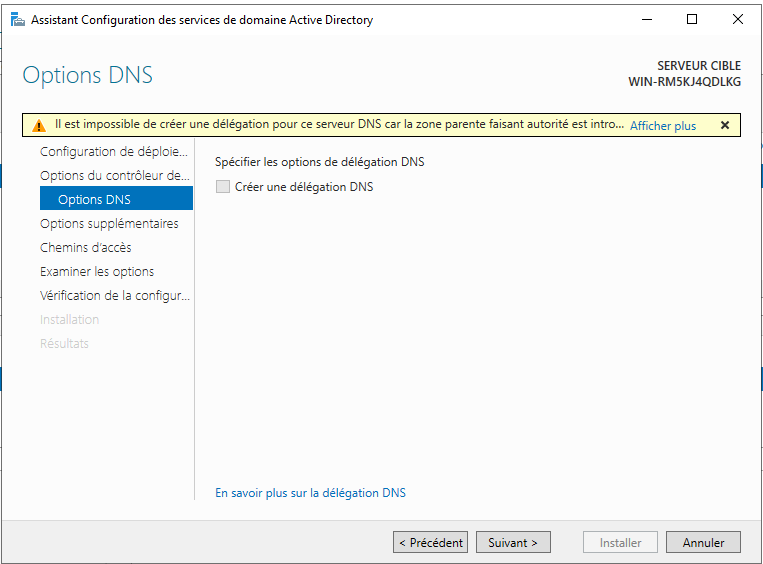 Assistant Configuration des services de domaine Active Directory
Options DNS
SERVEUR CIBLE
WIN-RM5KJ4QDLKG
Il est impossible de créer une délégation pour ce serveur DNS car la zone parente faisant autorité est intro... Afficher plus
Configuration de déploie...
Options du contrôleur de...
Options DNS
Options supplémentaires
Chemins d'accès
Examiner les options
Vérification de la configur...
Installation
Résultats
Spécifier les options de délégation DNS
Créer une délégation DNS
En savoir plus sur la délégation DNS
< Précédent
Suivant >
Installer
Annuler